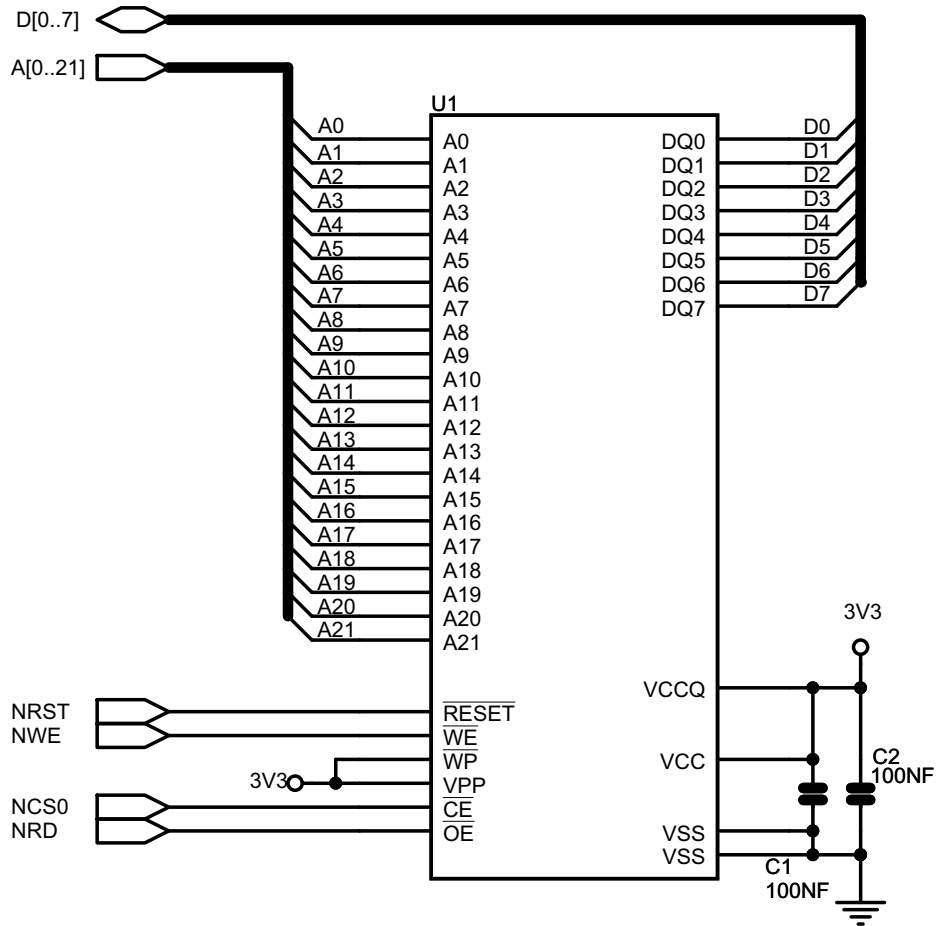 D[0..7]
A[0..21]
U1
A0
A1
A2
A3
A4
A5
A6
A7
A8
A9
A10
A11
A12
A13
A14
A15
A16
A17
A18
A19
A20
A21
A0
A1
A2
A3
A4
A5
A6
A7
A8
A9
A10
A11
A12
A13
A14
A15
A16
A17
A18
A19
A20
A21
DQ0
DQ1
DQ2
DQ3
DQ4
DQ5
DQ6
DQ7
D0
D1
D2
D3
D4
D5
D6
D7
NRST
NWE
3V3
NCS0
NRD
RESET
WE
WP
VPP
CE
OE
VCCQ
VCC
VSS
VSS
3V3
C2
100NF
C1
100NF